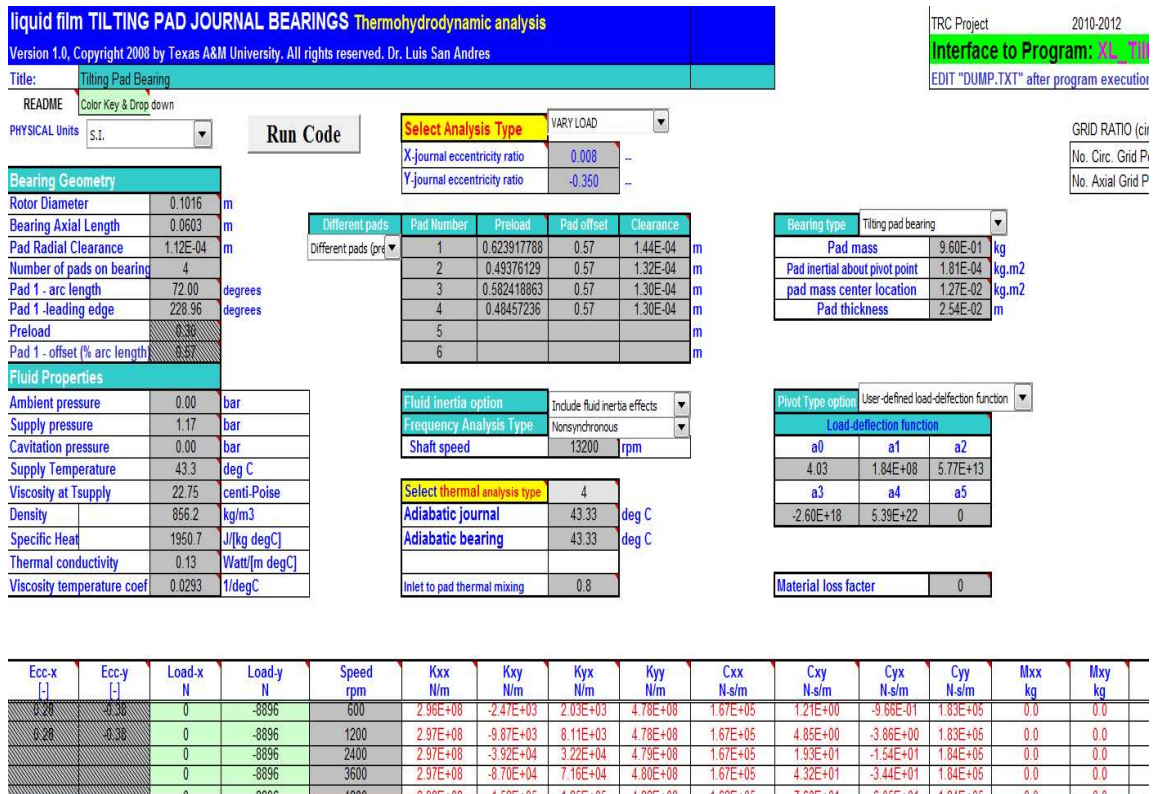 liquid film TILTING PAD JOURNAL BEARINGS Thermohydrodynamic analysis
Version 1.0, Copyright 2008 by Texas A&M University. All rights reserved. Dr. Luis San Andres
Title: Tilting Pad Bearing
README Color Key & Drop down
PHYSICAL Units S.I.
Run Code
TRC Project 2010-2012
Interface to Program: XL_Tilt
EDIT "DUMP.TXT" after program execution
Select Analysis Type VARY LOAD
X-journal eccentricity ratio 0.008 --
Y-journal eccentricity ratio -0.350 --
GRID RATIO (cir
No. Circ. Grid P
No. Axial Grid P
Bearing Geometry
Rotor Diameter 0.1016 m
Bearing Axial Length 0.0603 m
Pad Radial Clearance 1.12E-04 m
Number of pads on bearing 4
Pad 1 - arc length 72.00 degrees
Pad 1 -leading edge 228.96 degrees
Preload 0.30
Pad 1 - offset (% arc length) 0.57
Different pads Pad Number Preload Pad offset Clearance
Different pads (pre 1 0.623917788 0.57 1.44E-04 m
2 0.49376129 0.57 1.32E-04 m
3 0.582418863 0.57 1.30E-04 m
4 0.48457236 0.57 1.30E-04 m
5 m
6 m
Bearing type Tilting pad bearing
Pad mass 9.60E-01 kg
Pad inertial about pivot point 1.81E-04 kg.m2
pad mass center location 1.27E-02 kg.m2
Pad thickness 2.54E-02 m
Fluid Properties
Ambient pressure 0.00 bar
Supply pressure 1.17 bar
Cavitation pressure 0.00 bar
Supply Temperature 43.3 deg C
Viscosity at Tsupply 22.75 centi-Poise
Density 856.2 kg/m3
Specific Heat 1950.7 J/[kg degC]
Thermal conductivity 0.13 Watt/[m degC]
Viscosity temperature coef 0.0293 1/degC
Fluid inertia option Include fluid inertia effects
Frequency Analysis Type Nonsynchronous
Shaft speed 13200 rpm
Select thermal analysis type 4
Adiabatic journal 43.33 deg C
Adiabatic bearing 43.33 deg C
Inlet to pad thermal mixing 0.8
Pivot Type option User-defined load-delfection function
Load-deflection function
a0 a1 a2
4.03 1.84E+08 5.77E+13
a3 a4 a5
-2.60E+18 5.39E+22 0
Material loss facter 0
Ecc-x Ecc-y Load-x Load-y Speed Kxx Kxy Kyx Kyy Cxx Cxy Cyx Cyy Mxx Mxy
[-] [-] N N rpm N/m N/m N/m N/m N-s/m N-s/m N-s/m N-s/m kg kg
0.28 -0.38 0 -8896 600 2.96E+08 -2.47E+03 2.03E+03 4.78E+08 1.67E+05 1.21E+00 -9.66E-01 1.83E+05 0.0 0.0
0.28 -0.38 0 -8896 1200 2.97E+08 -9.87E+03 8.11E+03 4.78E+08 1.67E+05 4.85E+00 -3.86E+00 1.83E+05 0.0 0.0
0 -8896 2400 2.97E+08 -3.92E+04 3.22E+04 4.79E+08 1.67E+05 1.93E+01 -1.54E+01 1.84E+05 0.0 0.0
0 -8896 3600 2.97E+08 -8.70E+04 7.16E+04 4.80E+08 1.67E+05 4.32E+01 -3.44E+01 1.84E+05 0.0 0.0